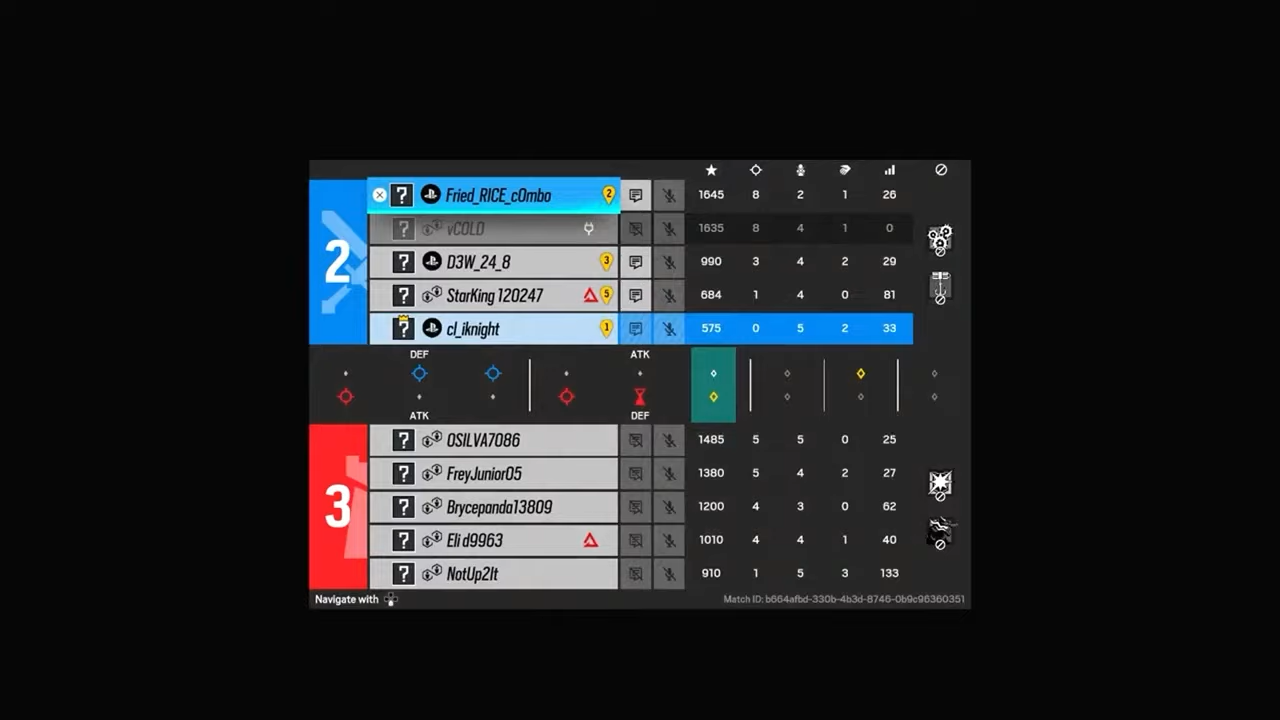 ? Fried_RICE_c0mbo 2 1645 8 2 1 26
? vCOLD 1635 8 4 1 0
2
? D3W_24_8 3 990 3 4 2 29
? StarKing120247 5 684 1 4 0 81
? cl_iknight 1 575 0 5 2 33
DEF ATK
ATK DEF
? OSILVA7086 1485 5 5 0 25
? FreyJunior05 1380 5 4 2 27
3
? Brycepanda13809 1200 4 3 0 62
? Eli d9963 1010 4 4 1 40
? NotUp2It 910 1 5 3 133
Navigate with Match ID: b664afbd-330b-4b3d-8746-0b9c96360351